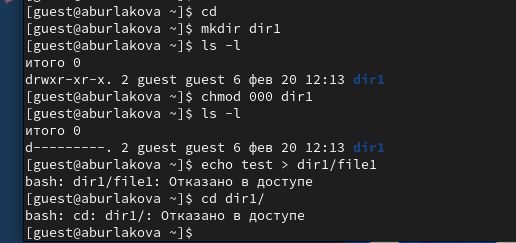 [guest@aburlakova ~]$ cd
[guest@aburlakova ~]$ mkdir dir1
[guest@aburlakova ~]$ ls -l
итого 0
drwxr-xr-x. 2 guest guest 6 фев 20 12:13 dir1
[guest@aburlakova ~]$ chmod 000 dir1
[guest@aburlakova ~]$ ls -l
итого 0
d---------. 2 guest guest 6 фев 20 12:13 dir1
[guest@aburlakova ~]$ echo test > dir1/file1
bash: dir1/file1: Отказано в доступе
[guest@aburlakova ~]$ cd dir1/
bash: cd: dir1/: Отказано в доступе
[guest@aburlakova ~]$